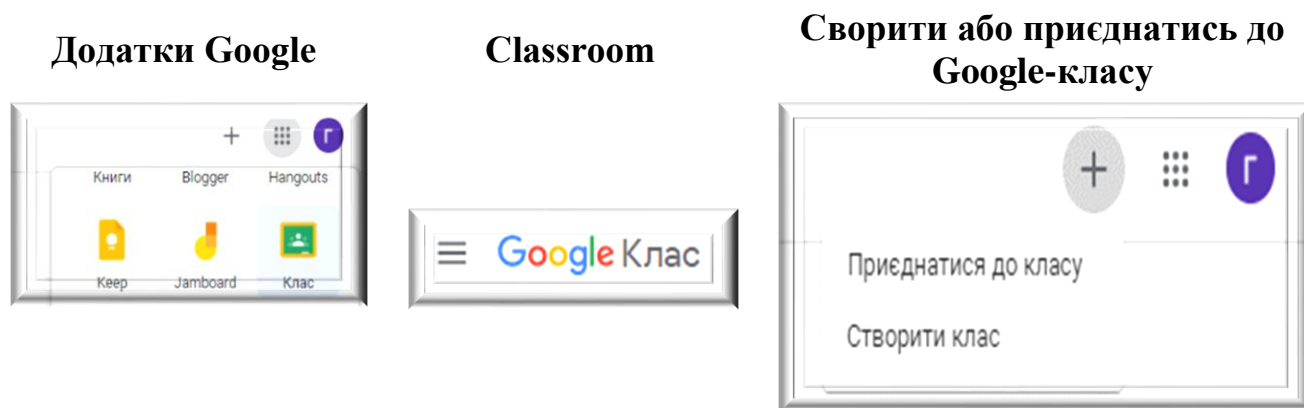 Додатки Google
Classroom
Сворити або приєднатись до
Google-класу
Книги Blogger Hangouts
Keep Jamboard Клас
Г
Google Клас
Г
Приєднатися до класу
Створити клас